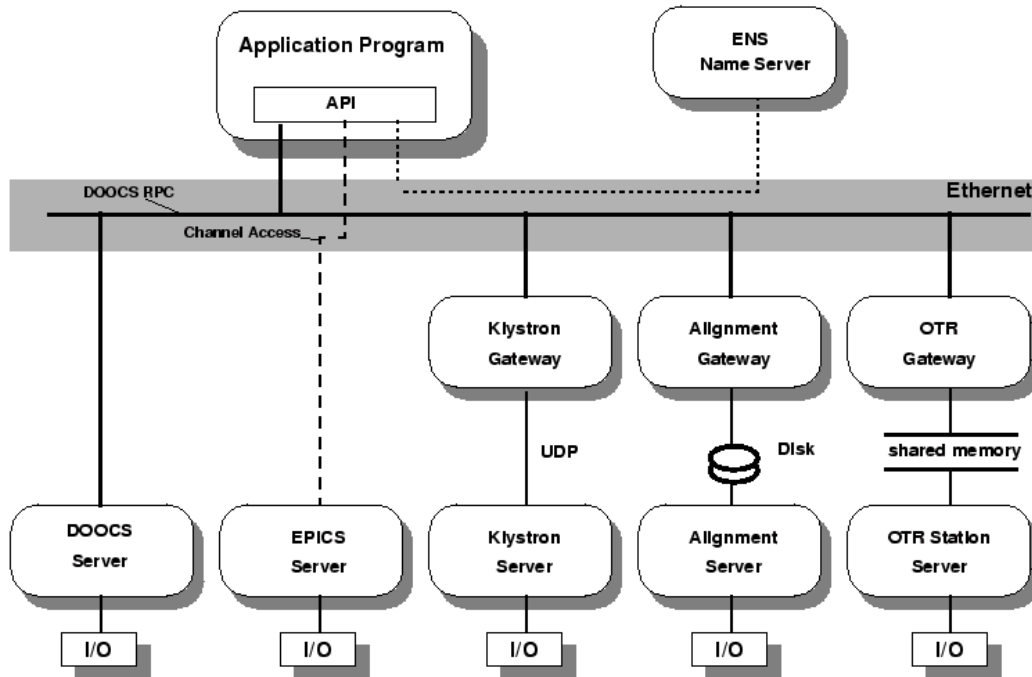 Application Program
API
ENS
Name Server
Ethernet
DOOCS RPC
Channel Access
Klystron
Gateway
Alignment
Gateway
OTR
Gateway
UDP
Disk
shared memory
DOOCS
Server
EPICS
Server
Klystron
Server
Alignment
Server
OTR Station
Server
I/O
I/O
I/O
I/O
I/O